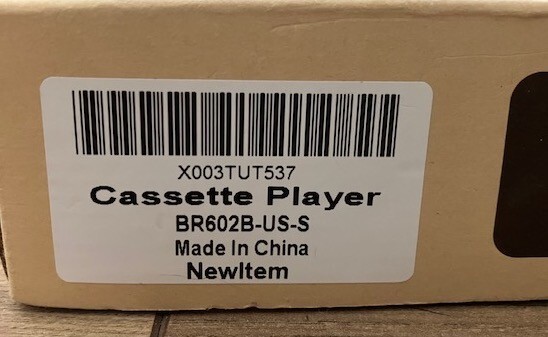 X003TUT537
Cassette Player
BR602B-US-S
Made In China
NewItem